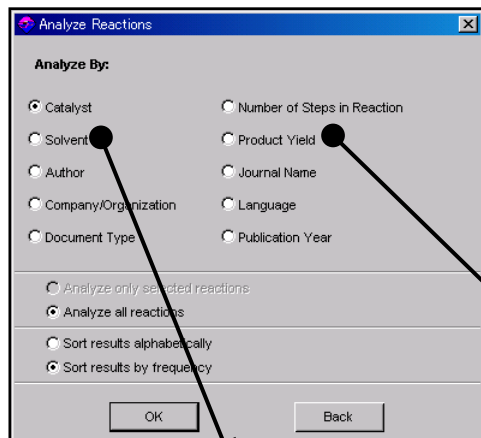 Analyze Reactions
Analyze By:
Catalyst
Number of Steps in Reaction
Solvent
Product Yield
Author
Journal Name
Company/Organization
Language
Document Type
Publication Year
Analyze only selected reactions
Analyze all reactions
Sort results alphabetically
Sort results by frequency
OK
Back